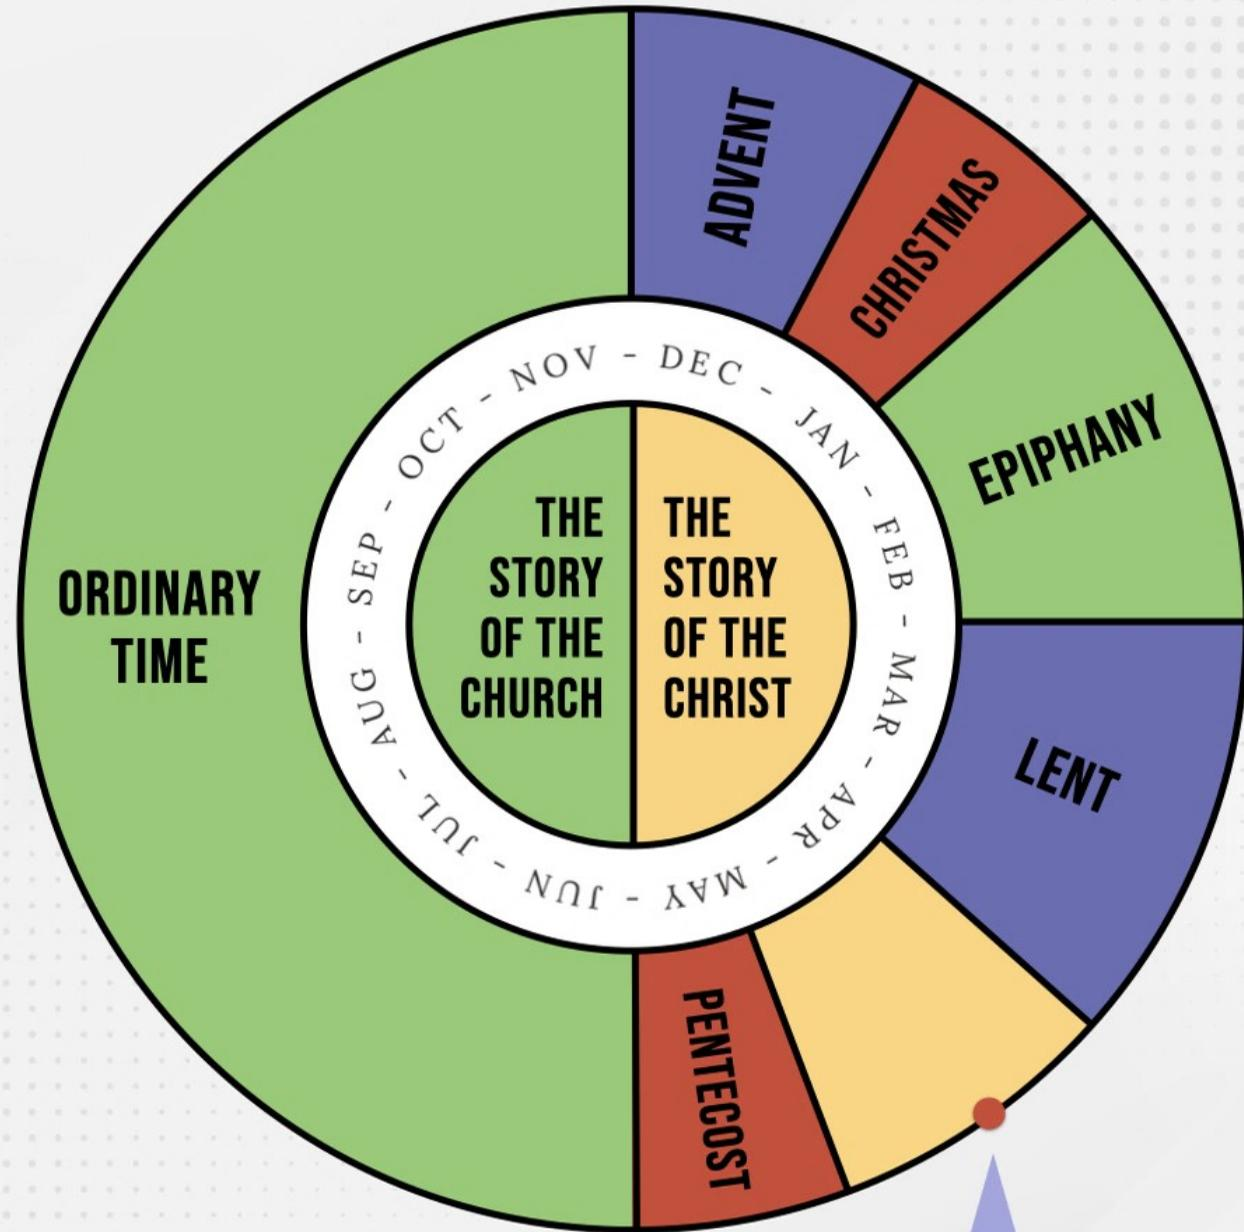 ADVENT
CHRISTMAS
EPIPHANY
LENT
PENTECOST
ORDINARY
TIME
NOV - DEC - JAN - FEB - MAR - APR - MAY - JUN - JUL - AUG - SEP - OCT -
THE
STORY
OF THE
CHURCH
THE
STORY
OF THE
CHRIST